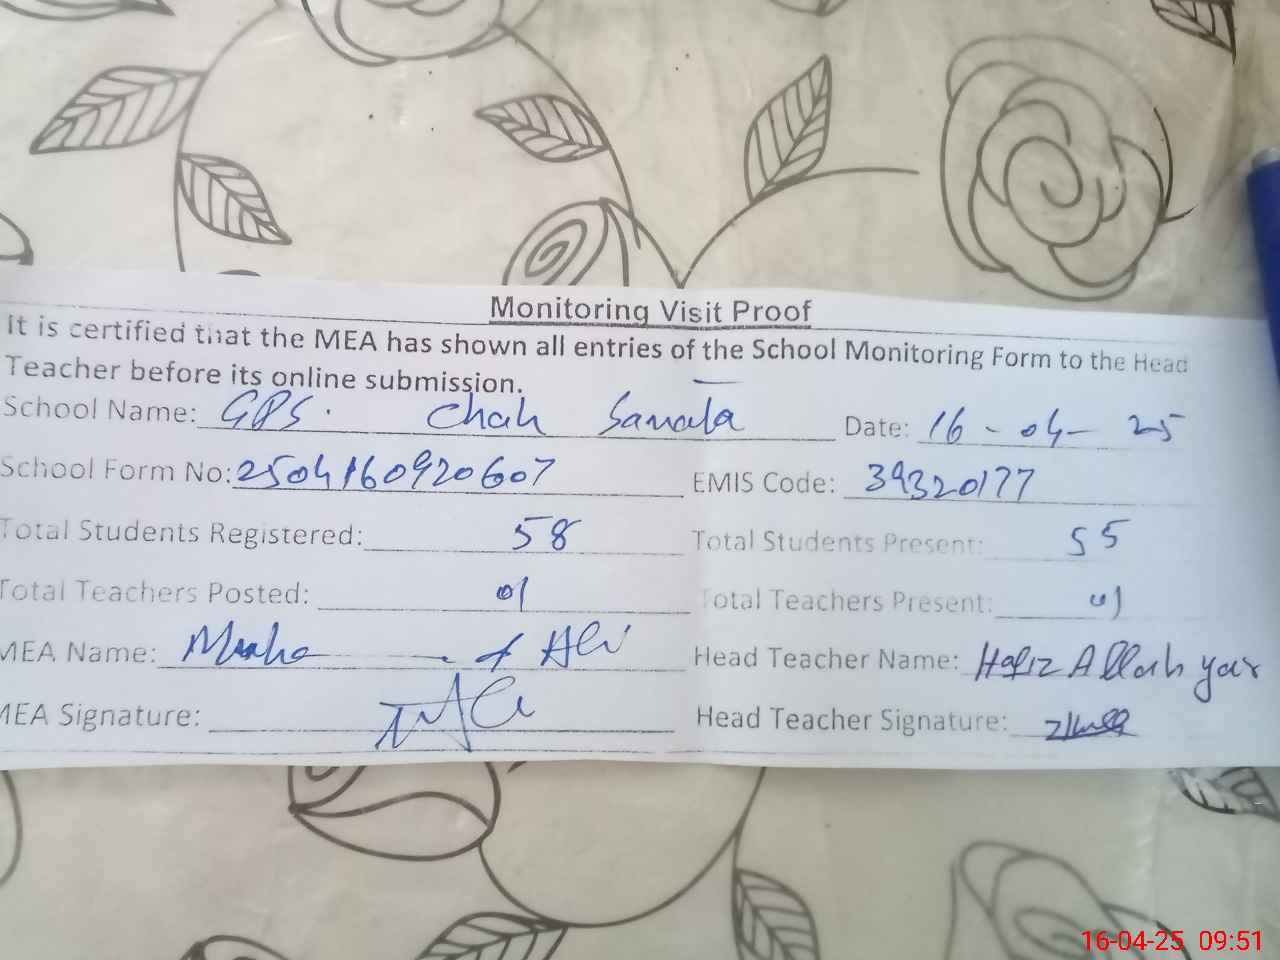 Monitoring Visit Proof
It is certified that the MEA has shown all entries of the School Monitoring Form to the Head
Teacher before its online submission.
School Name: GPS. Chah Sanata Date: 16-04-25
School Form No: 2504160920607 EMIS Code: 39320177
Total Students Registered: 58 Total Students Present: 55
Total Teachers Posted: 01 Total Teachers Present: 01
MEA Name: Ali Head Teacher Name: Hafiz Allah yar
MEA Signature: Head Teacher Signature:
16-04-25 09:51